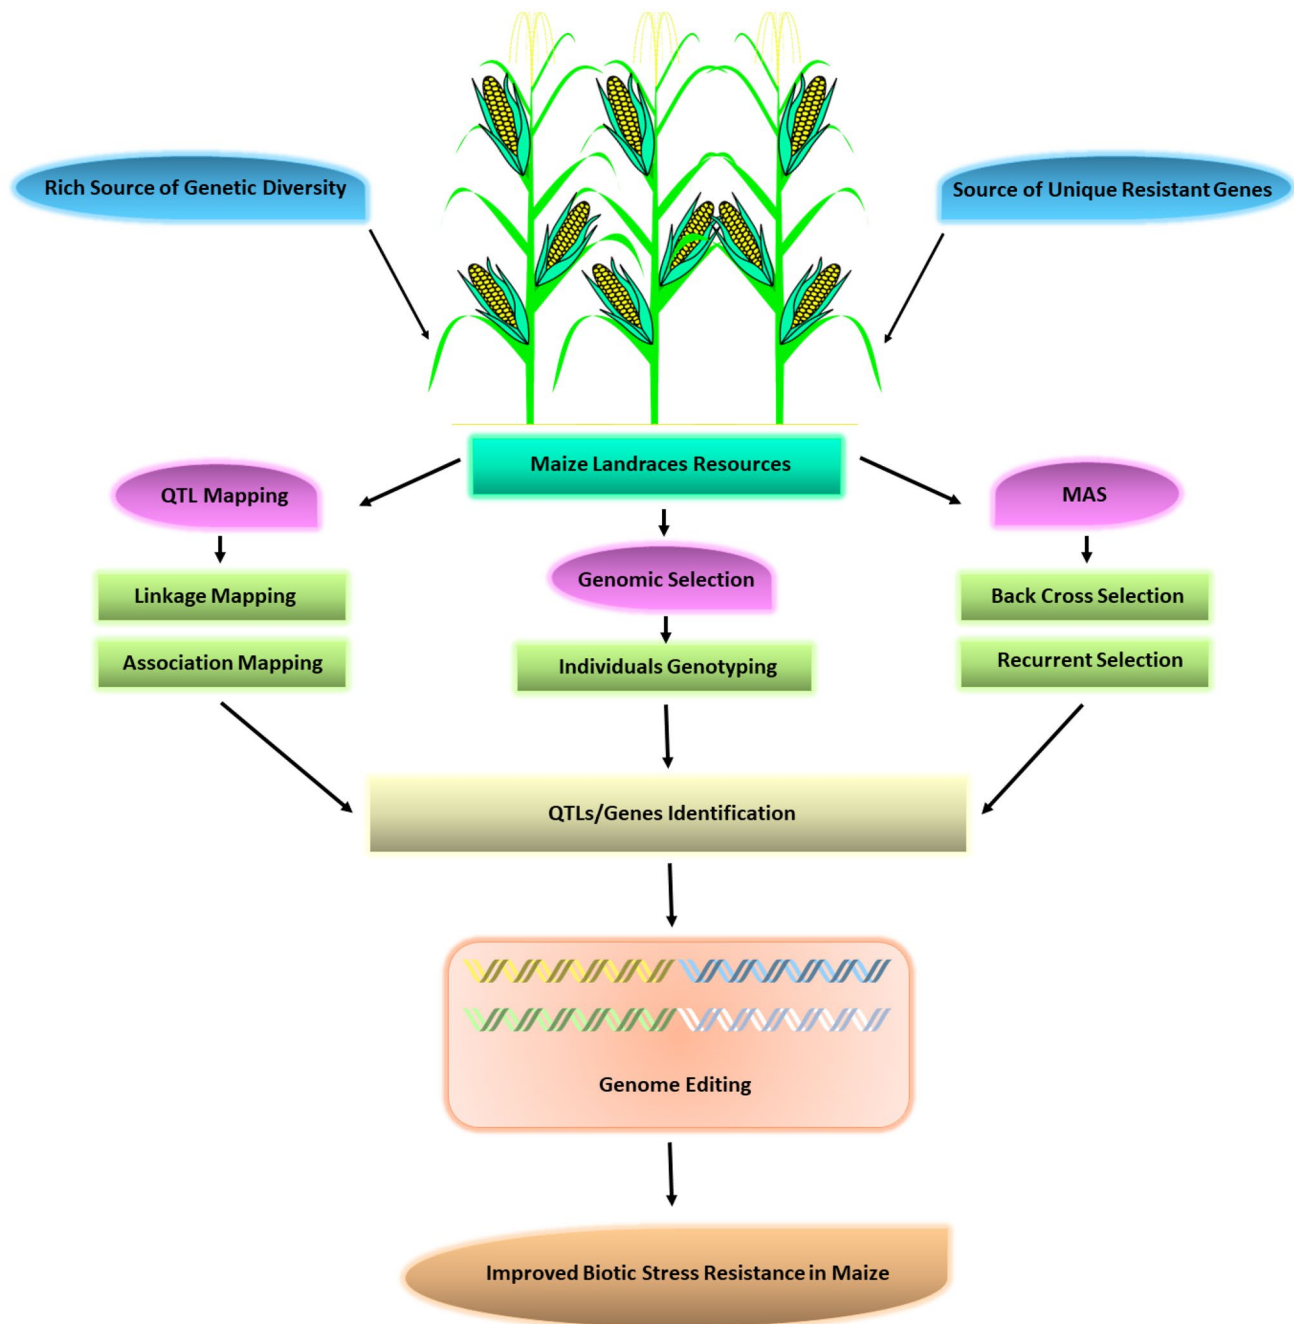 Rich Source of Genetic Diversity
Source of Unique Resistant Genes
Maize Landraces Resources
QTL Mapping
MAS
Genomic Selection
Linkage Mapping
Back Cross Selection
Association Mapping
Individuals Genotyping
Recurrent Selection
QTLs/Genes Identification
Genome Editing
Improved Biotic Stress Resistance in Maize